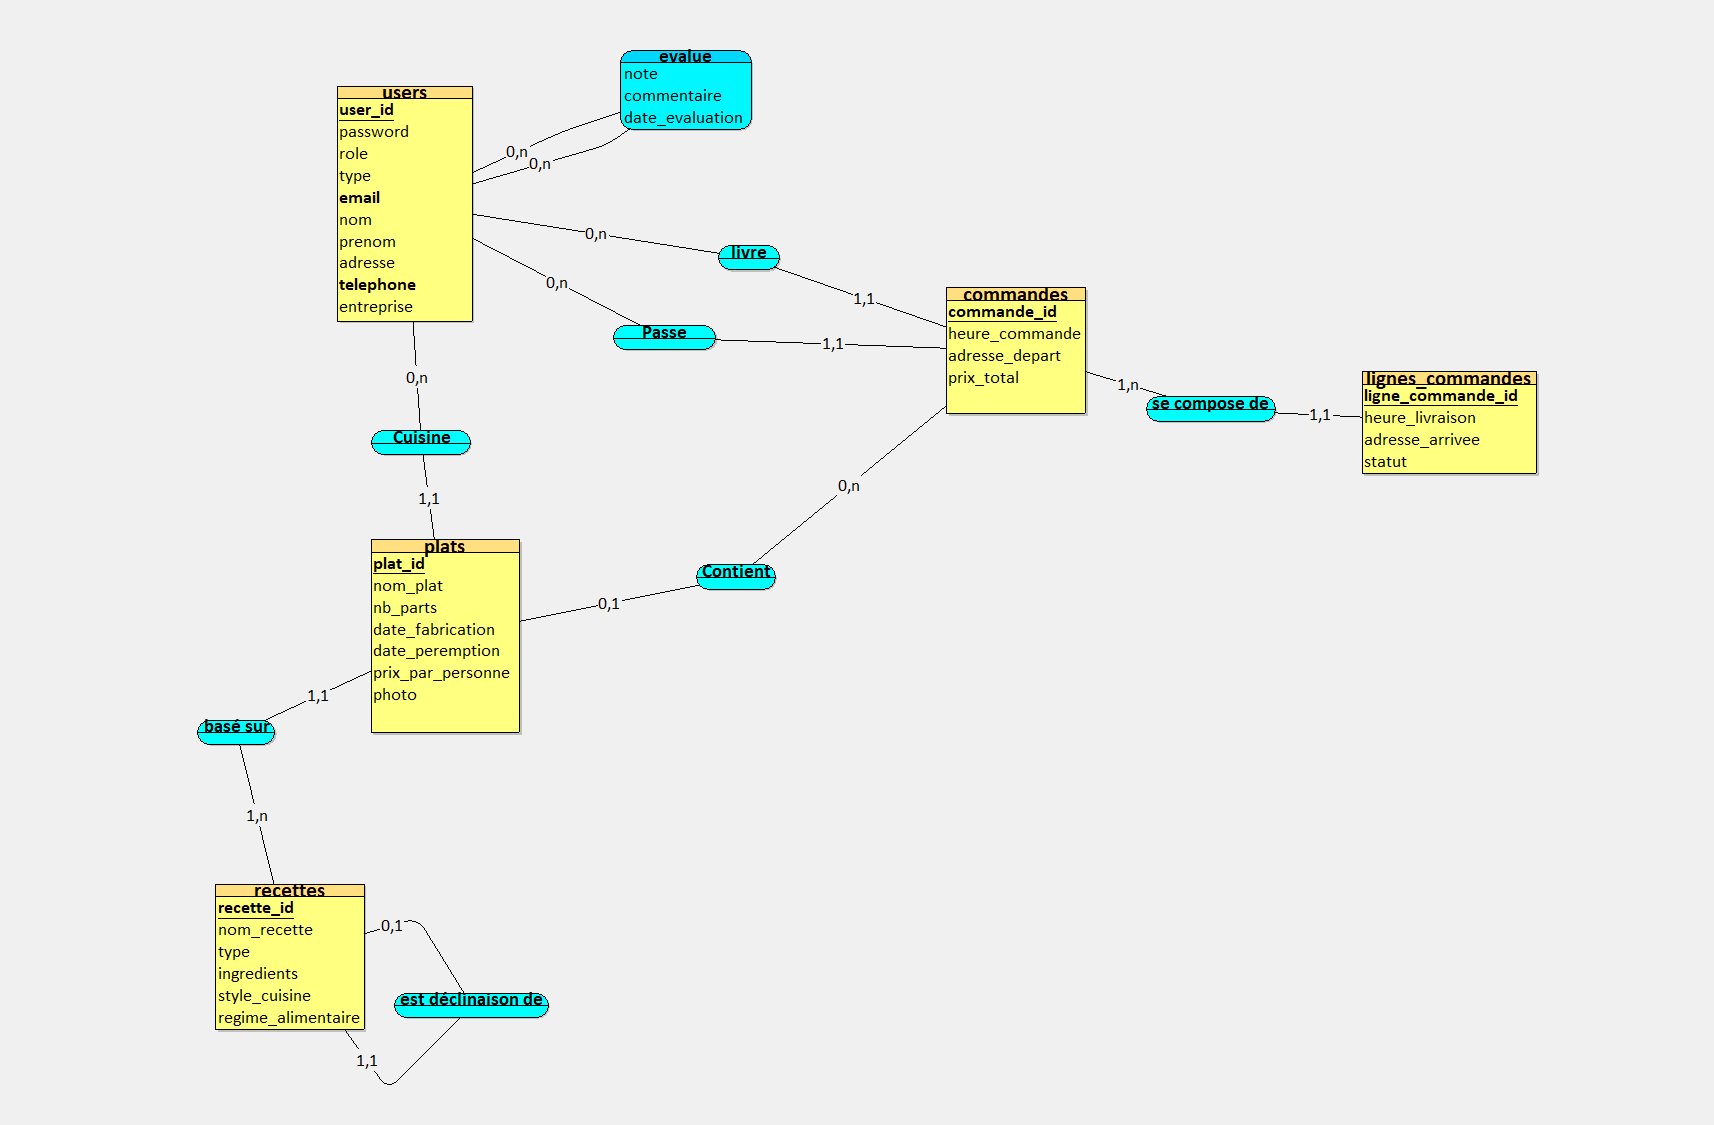 evalue
note
commentaire
date_evaluation
users
user_id
password
role
type
email
nom
prenom
adresse
telephone
entreprise
0,n
0,n
0,n
livre
1,1
0,n
Passe
1,1
commandes
commande_id
heure_commande
adresse_depart
prix_total
1,n
se compose de
1,1
lignes_commandes
ligne_commande_id
heure_livraison
adresse_arrivee
statut
0,n
Cuisine
1,1
0,n
Contient
0,1
plats
plat_id
nom_plat
nb_parts
date_fabrication
date_peremption
prix_par_personne
photo
1,1
basé sur
1,n
recettes
recette_id
nom_recette
type
ingredients
style_cuisine
regime_alimentaire
0,1
est déclinaison de
1,1